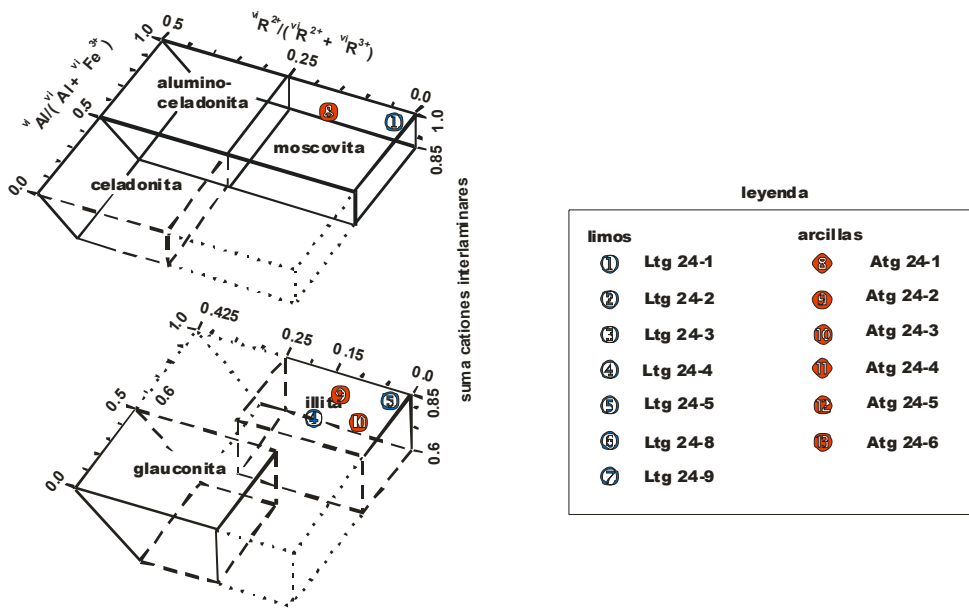 ᵛⁱR²⁺/(ᵛⁱR²⁺+ ᵛⁱR³⁺)
ᵛⁱAl/(ᵛⁱAl+ ᵛⁱFe³⁺)
1.0 0.5
0.25
0.0
0.5
1.0
0.85
0.0
alumino-
celadonita
8
1
moscovita
celadonita
suma cationes interlaminares
1.0 0.425
0.25
0.15
0.0
0.5
0.6
0.85
0.6
0.0
9
5
illita
4
10
glauconita
leyenda
limos arcillas
1 Ltg 24-1 8 Atg 24-1
2 Ltg 24-2 9 Atg 24-2
3 Ltg 24-3 10 Atg 24-3
4 Ltg 24-4 11 Atg 24-4
5 Ltg 24-5 12 Atg 24-5
6 Ltg 24-8 13 Atg 24-6
7 Ltg 24-9